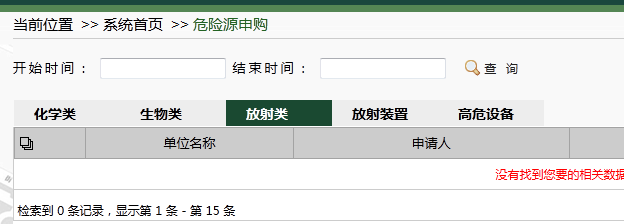 当前位置 >> 系统首页 >> 危险源申购
开始时间： 结束时间： 查 询
化学类 生物类 放射类 放射装置 高危设备
单位名称 申请人
没有找到您要的相关数据
检索到 0 条记录，显示第 1 条 - 第 15 条